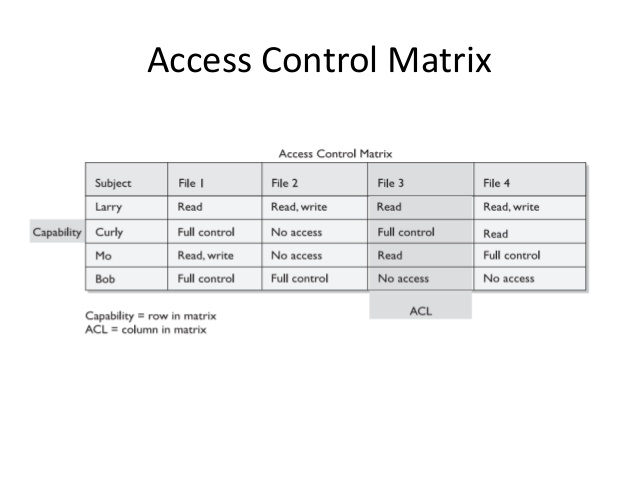 Access Control Matrix
Access Control Matrix
Subject File 1 File 2 File 3 File 4
Larry Read Read, write Read Read, write
Capability Curly Full control No access Full control Read
Mo Read, write No access Read Full control
Bob Full control Full control No access No access
ACL
Capability = row in matrix
ACL = column in matrix